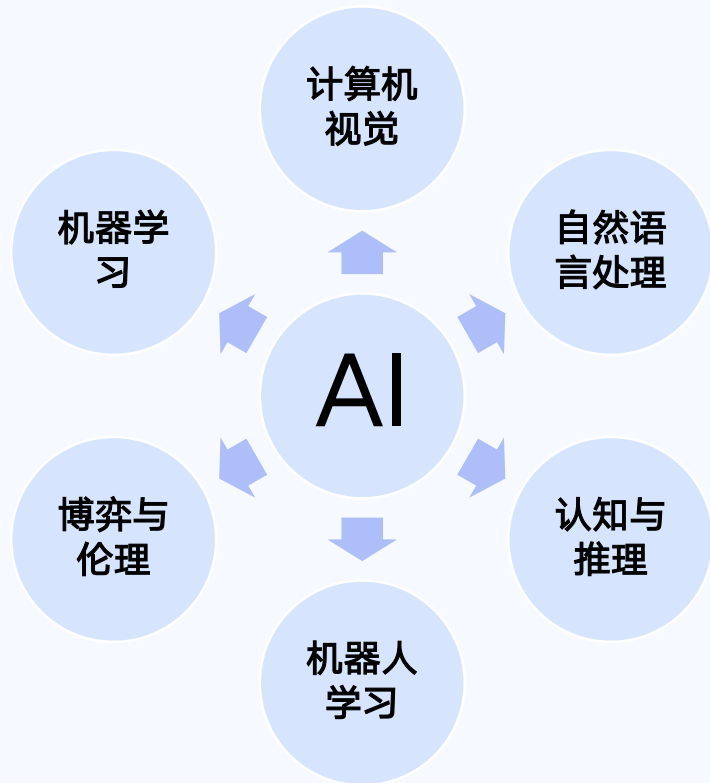 计算机
视觉
机器学
习
自然语
言处理
AI
博弈与
伦理
认知与
推理
机器人
学习